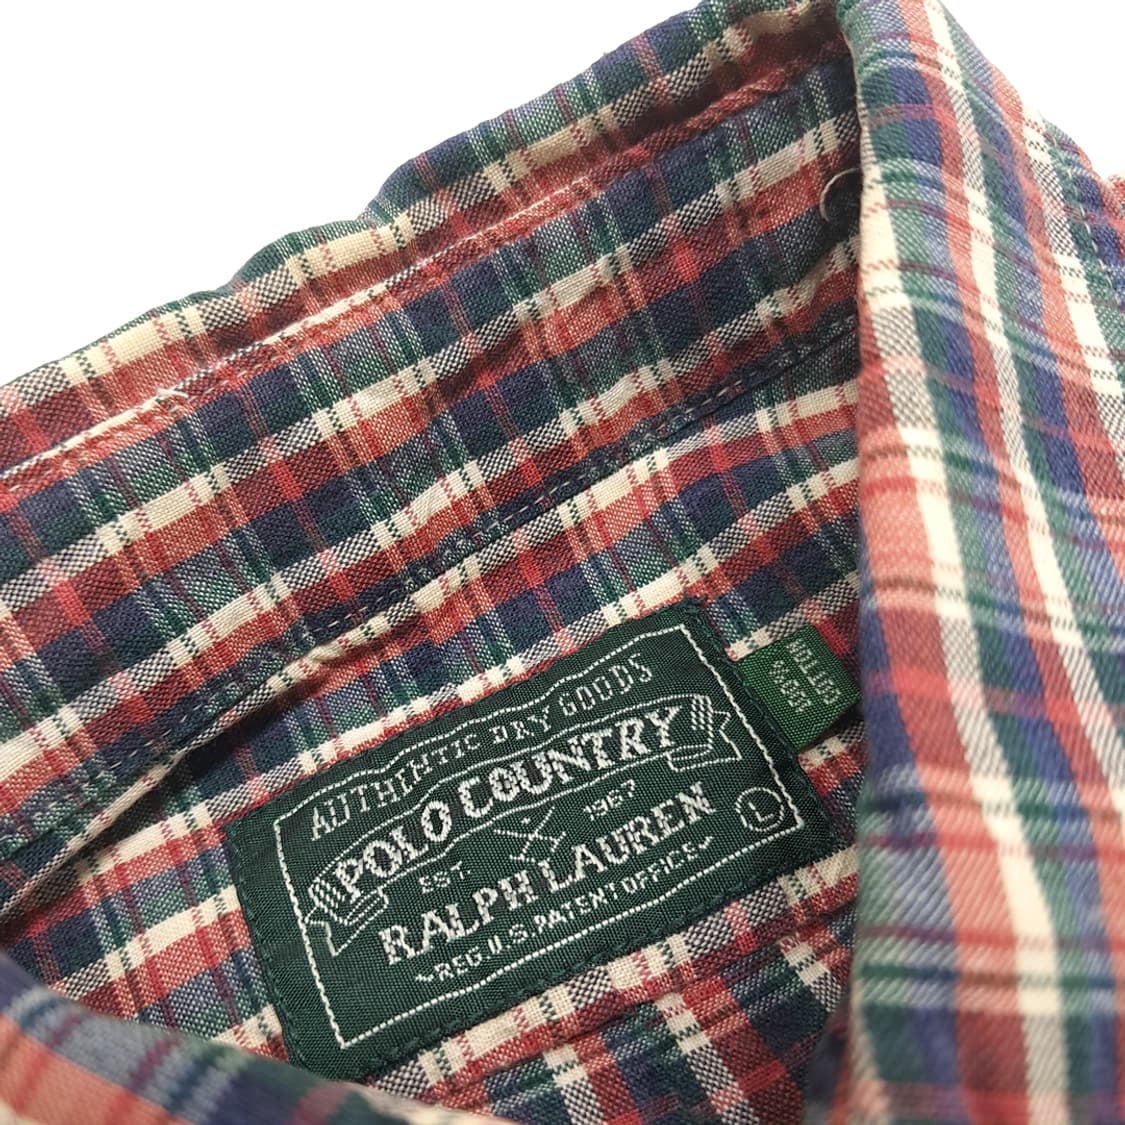 AUTHENTIC DRY GOODS
POLO COUNTRY
EST. 1967
RALPH LAUREN
REG U.S. PATENT OFFICE
L